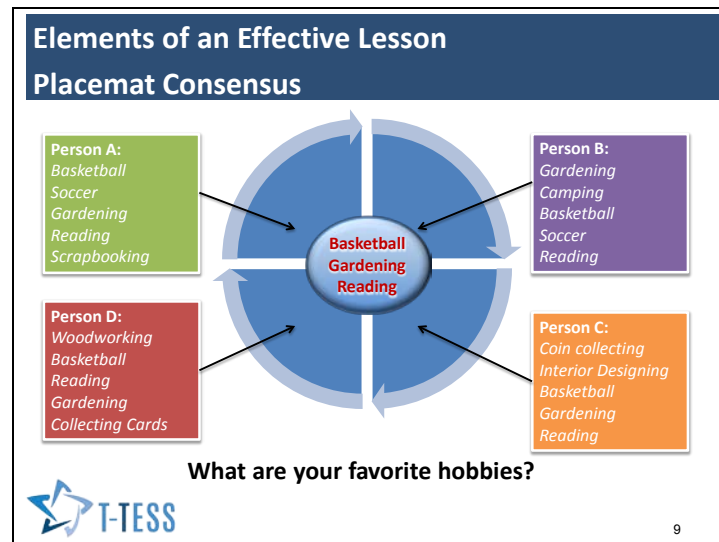 Elements of an Effective Lesson
Placemat Consensus
Person A:
Basketball
Soccer
Gardening
Reading
Scrapbooking
Person B:
Gardening
Camping
Basketball
Soccer
Reading
Basketball
Gardening
Reading
Person D:
Woodworking
Basketball
Reading
Gardening
Collecting Cards
Person C:
Coin collecting
Interior Designing
Basketball
Gardening
Reading
What are your favorite hobbies?
T-TESS
9